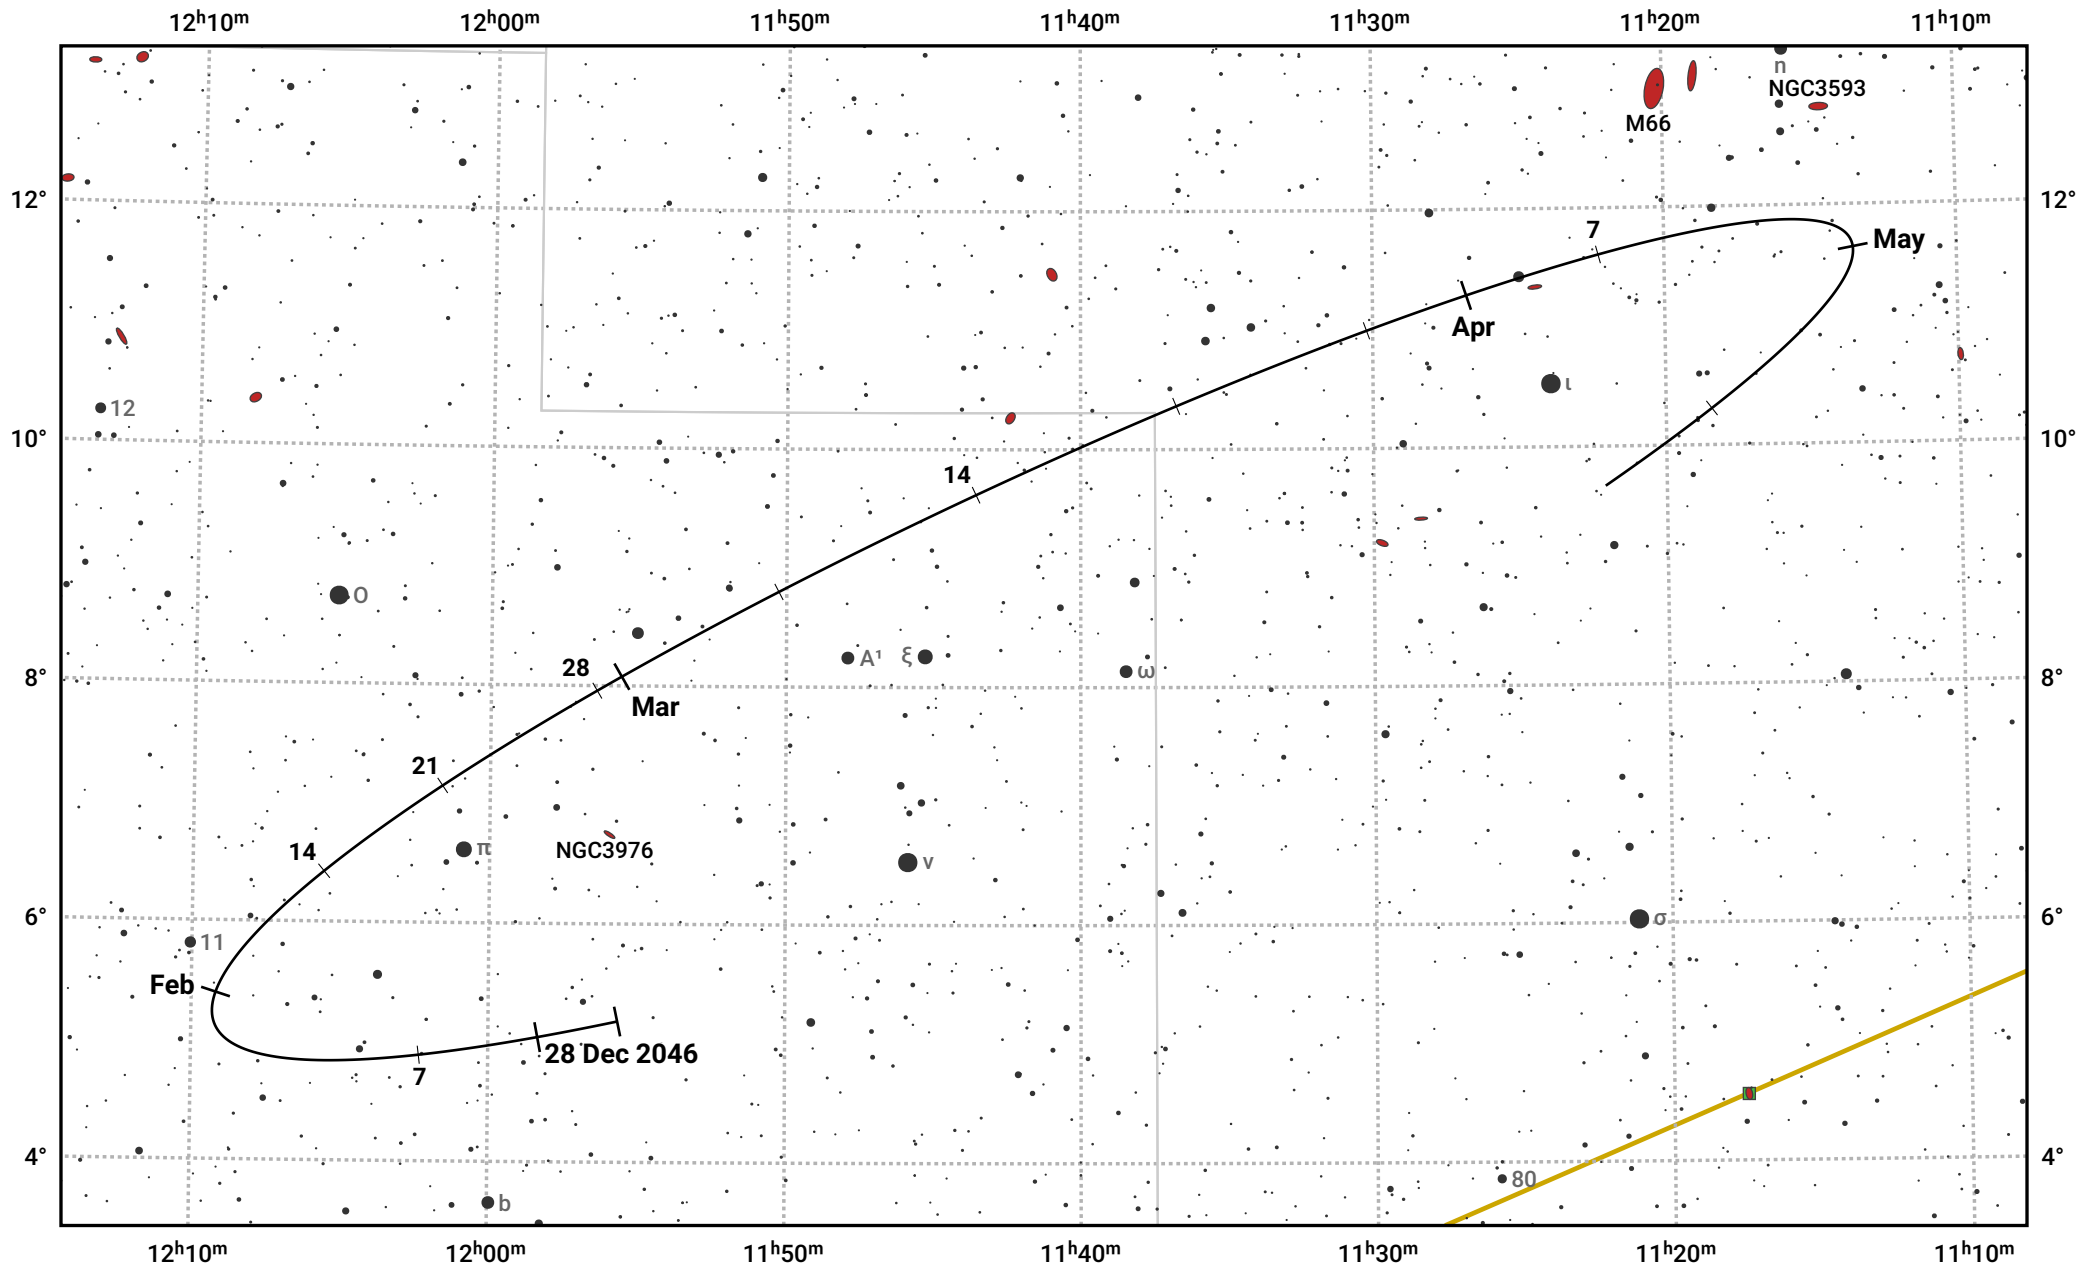 12ʰ10ᵐ 12ʰ00ᵐ 11ʰ50ᵐ 11ʰ40ᵐ 11ʰ30ᵐ 11ʰ20ᵐ 11ʰ10ᵐ
n
NGC3593
M66
12° 12°
7
May
Apr
ι
12
10° 10°
14
O
A¹ ξ
28
ω
8° 8°
Mar
21
14
π
NGC3976
ν
6° 6°
σ
11
Feb
28 Dec 2046
7
4° 4°
80
b
12ʰ10ᵐ 12ʰ00ᵐ 11ʰ50ᵐ 11ʰ40ᵐ 11ʰ30ᵐ 11ʰ20ᵐ 11ʰ10ᵐ